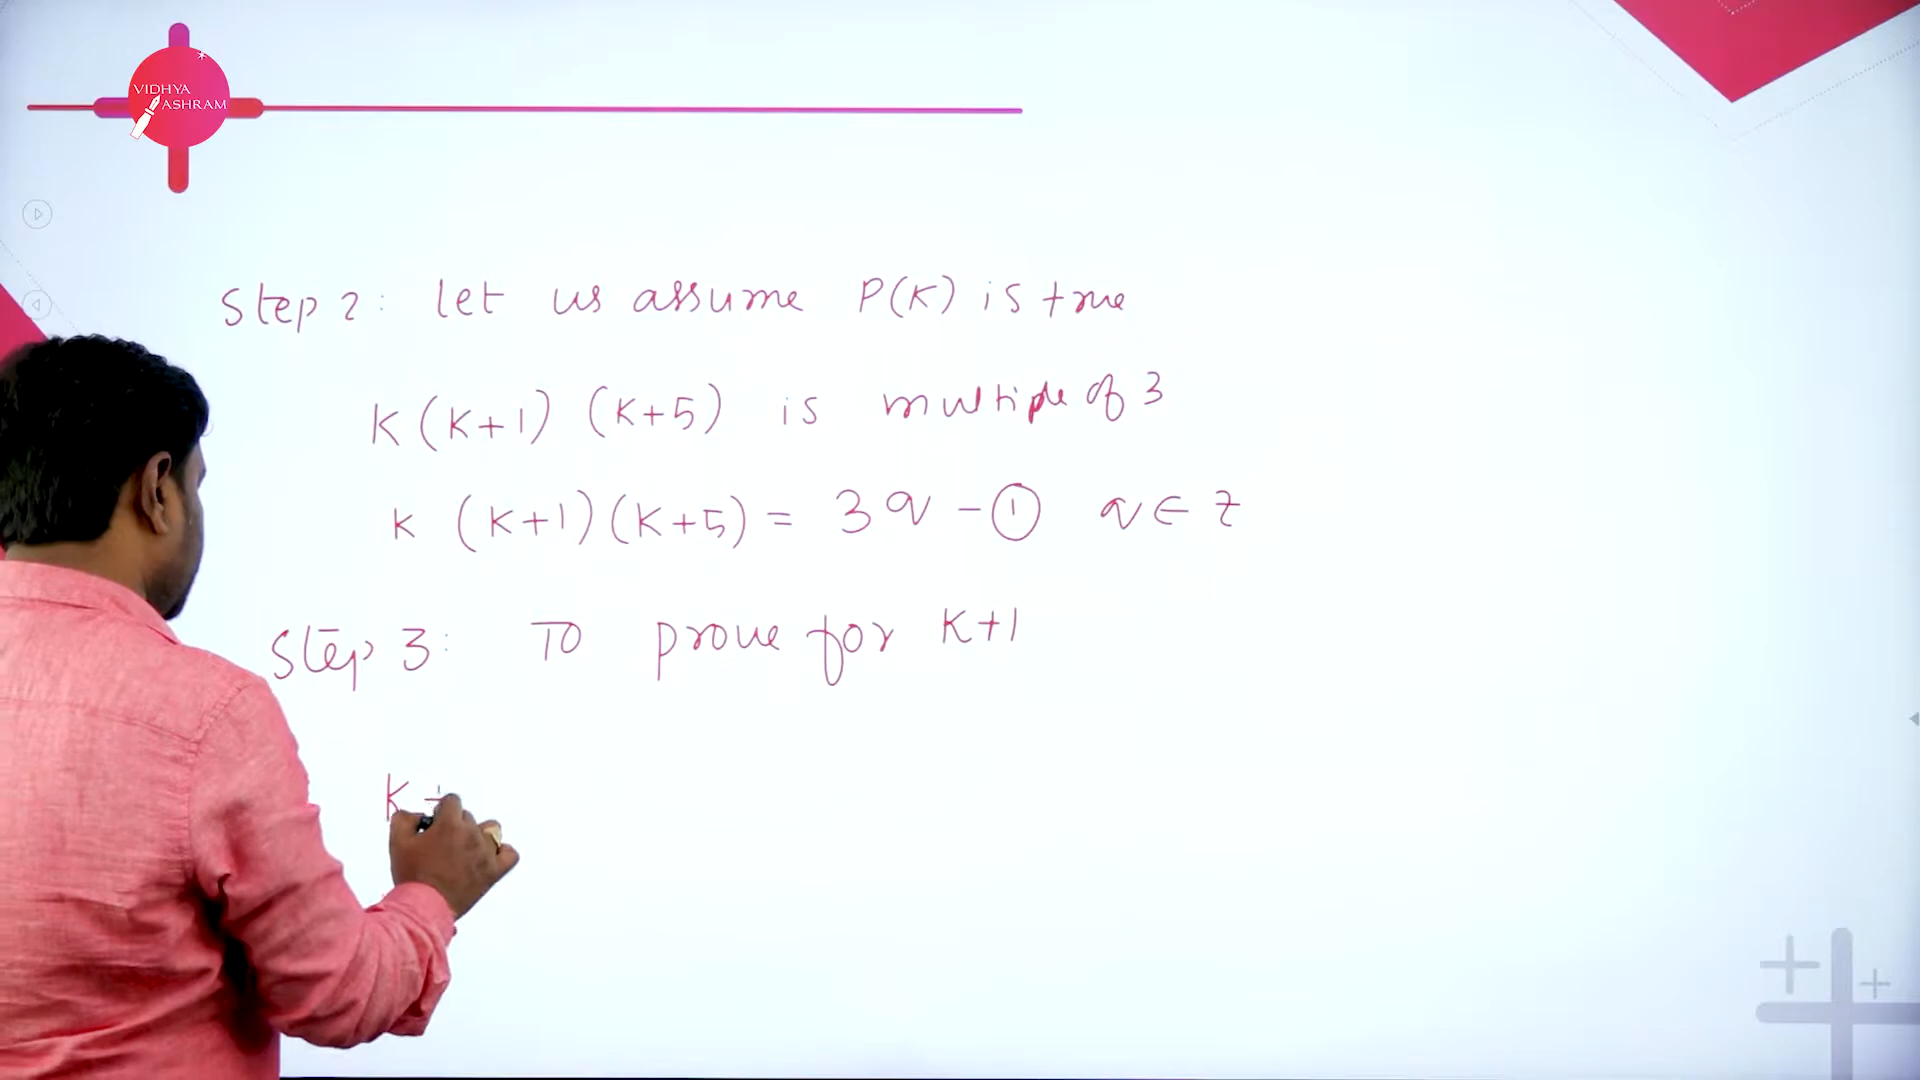 VIDHYA
ASHRAM
Step 2: Let us assume P(K) is true
K(K+1) (K+5) is multiple of 3
K (K+1)(K+5) = 3q - ① q ∈ z
Step 3: To prove for K+1
K+